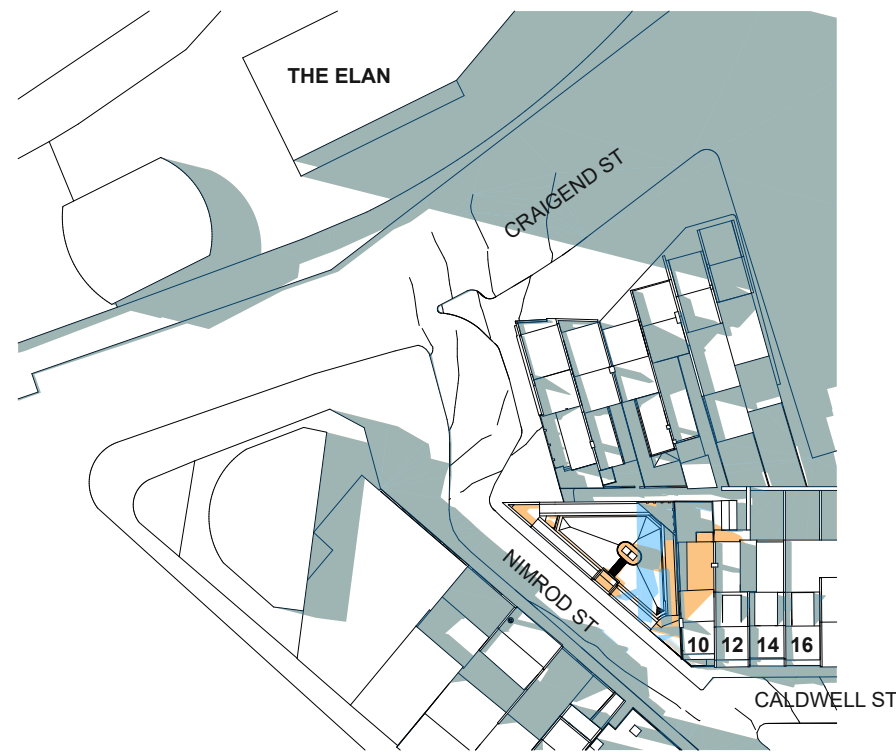 THE ELAN
CRAIGEND ST
NIMROD ST
10 12 14 16
CALDWELL ST